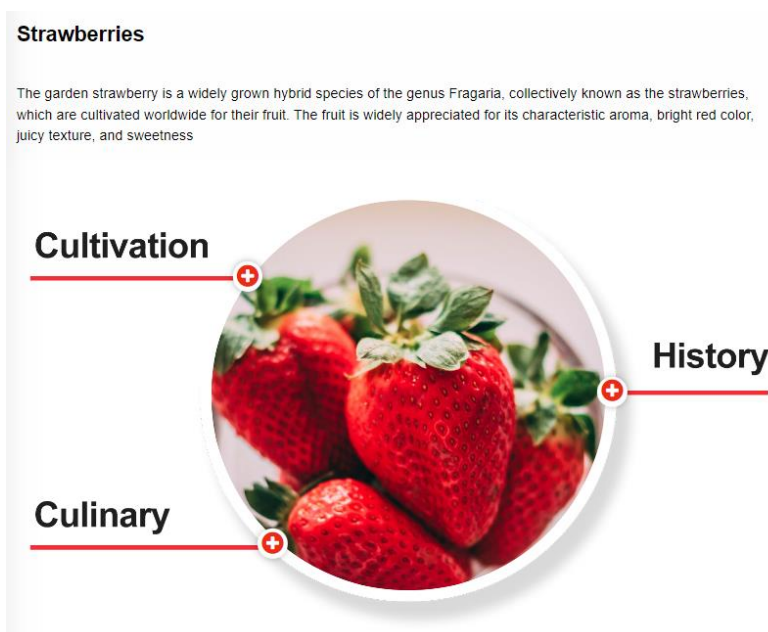 Strawberries
The garden strawberry is a widely grown hybrid species of the genus Fragaria, collectively known as the strawberries,
which are cultivated worldwide for their fruit. The fruit is widely appreciated for its characteristic aroma, bright red color,
juicy texture, and sweetness
Cultivation
History
Culinary